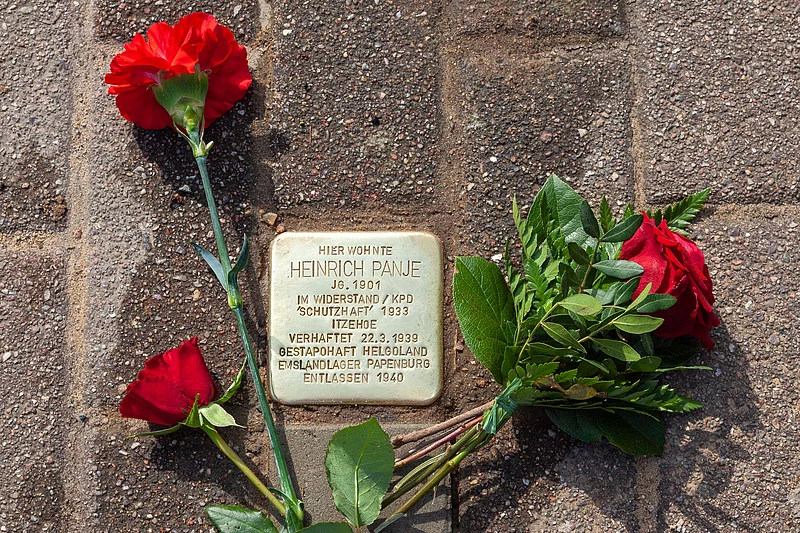 HIER WOHNTE
HEINRICH PANJE
JG. 1901
IM WIDERSTAND / KPD
'SCHUTZHAFT' 1933
ITZEHOE
VERHAFTET 22.3.1939
GESTAPOHAFT HELGOLAND
EMSLANDLAGER PAPENBURG
ENTLASSEN 1940